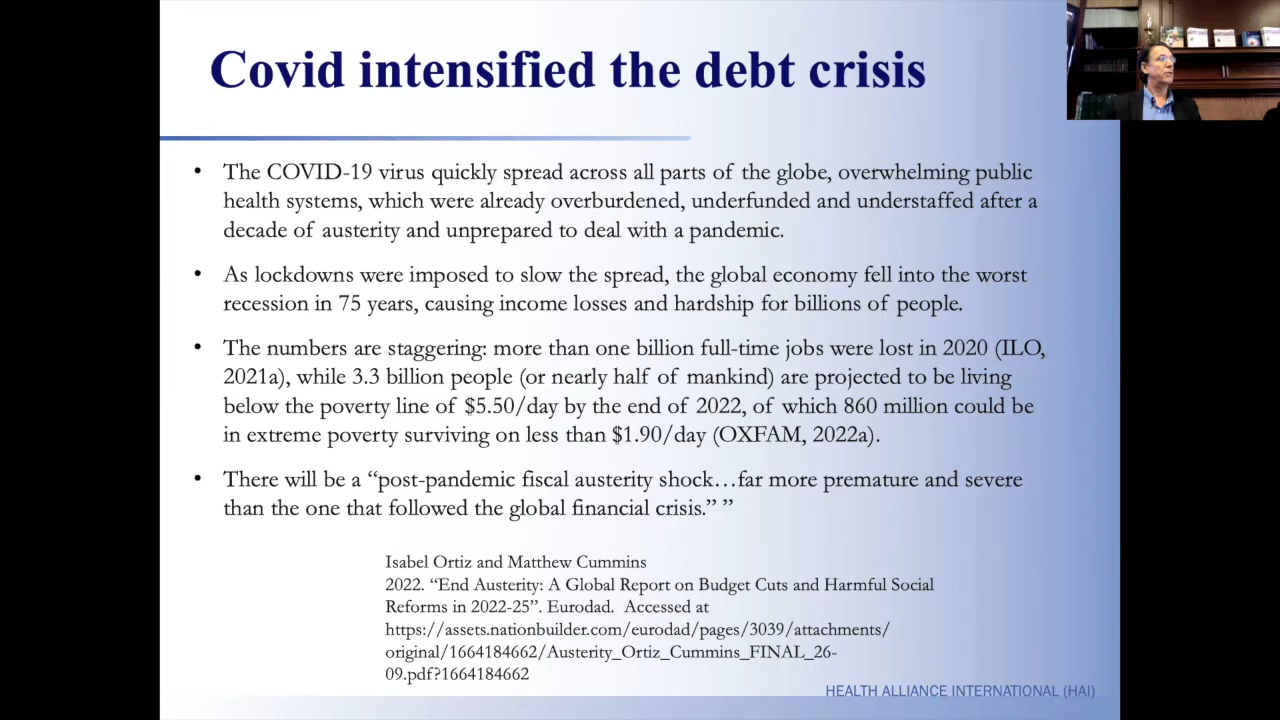 Covid intensified the debt crisis
• The COVID-19 virus quickly spread across all parts of the globe, overwhelming public
health systems, which were already overburdened, underfunded and understaffed after a
decade of austerity and unprepared to deal with a pandemic.
• As lockdowns were imposed to slow the spread, the global economy fell into the worst
recession in 75 years, causing income losses and hardship for billions of people.
• The numbers are staggering: more than one billion full-time jobs were lost in 2020 (ILO,
2021a), while 3.3 billion people (or nearly half of mankind) are projected to be living
below the poverty line of $5.50/day by the end of 2022, of which 860 million could be
in extreme poverty surviving on less than $1.90/day (OXFAM, 2022a).
• There will be a “post-pandemic fiscal austerity shock…far more premature and severe
than the one that followed the global financial crisis.” ”
Isabel Ortiz and Matthew Cummins
2022. “End Austerity: A Global Report on Budget Cuts and Harmful Social
Reforms in 2022-25”. Eurodad. Accessed at
https://assets.nationbuilder.com/eurodad/pages/3039/attachments/
original/1664184662/Austerity_Ortiz_Cummins_FINAL_26-
09.pdf?1664184662
HEALTH ALLIANCE INTERNATIONAL (HAI)